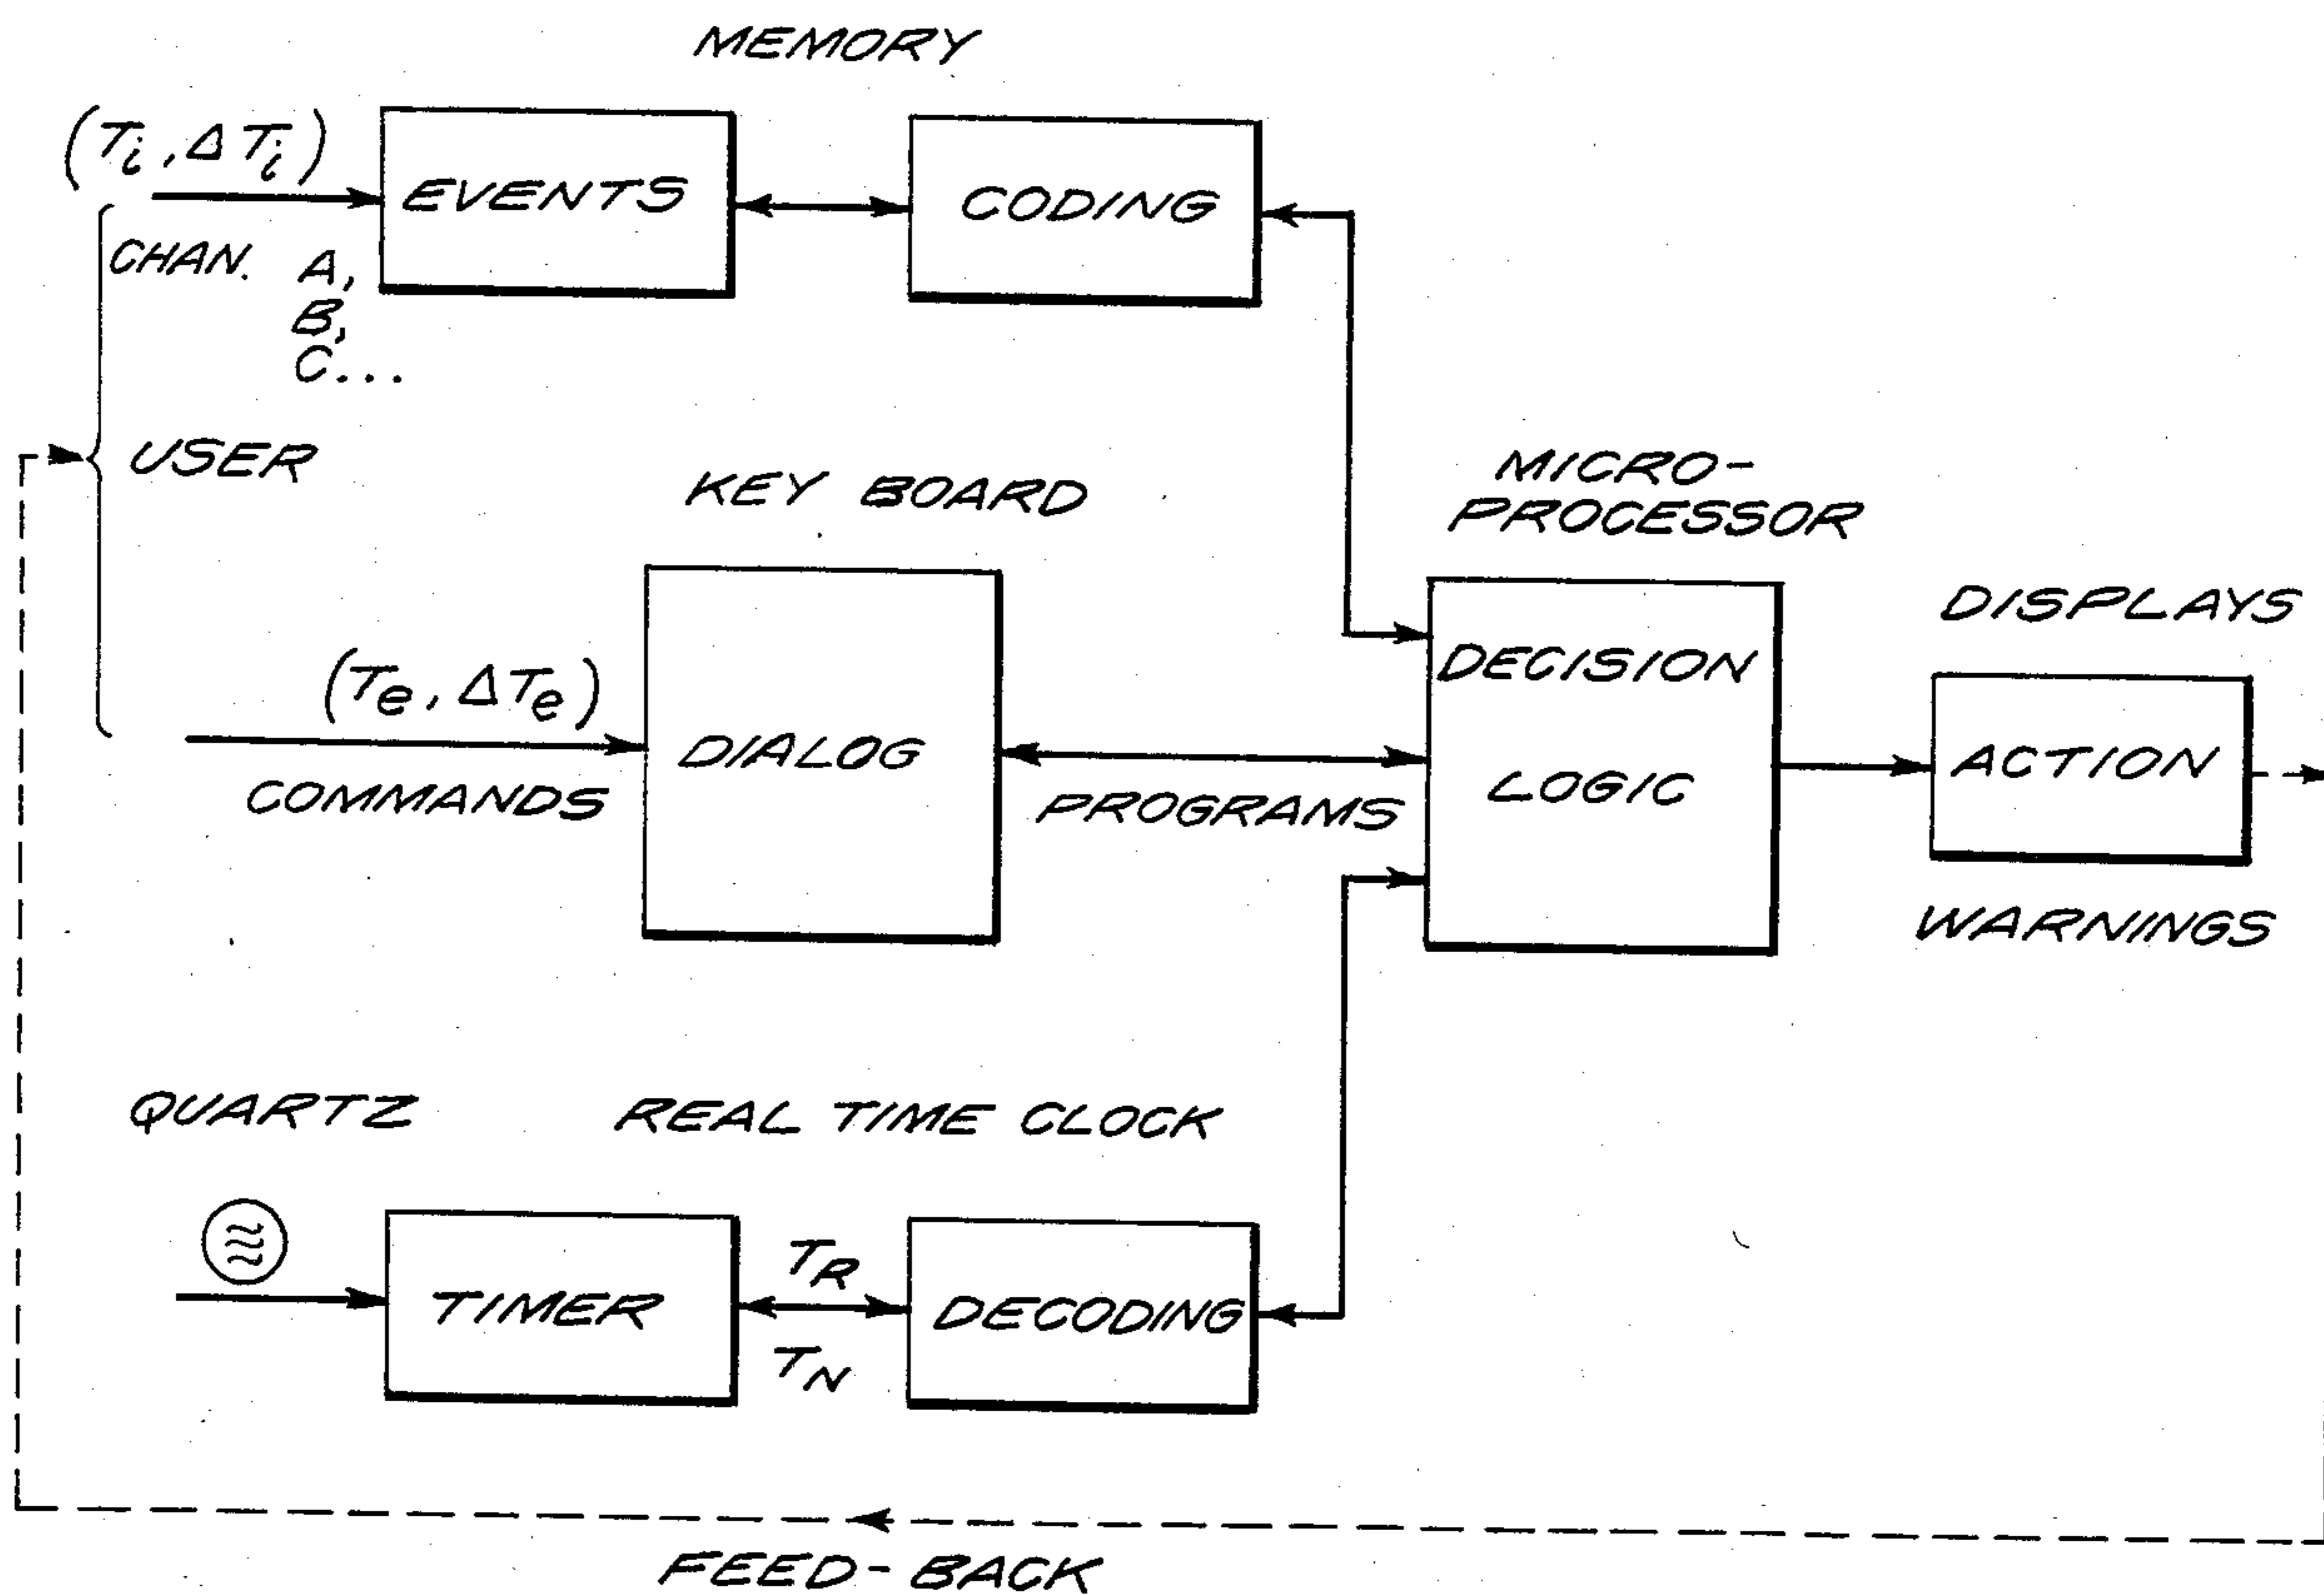 MEMORY
(Ti, ΔTi)
EVENTS
CODING
CHAN. A,
B,
C...
USER
KEY BOARD
MICRO-
PROCESSOR
DISPLAYS
(Te, ΔTe)
DECISION
DIALOG
LOGIC
ACTION
COMMANDS
PROGRAMS
WARNINGS
QUARTZ
REAL TIME CLOCK
TIMER
TR
TN
DECODING
FEED-BACK